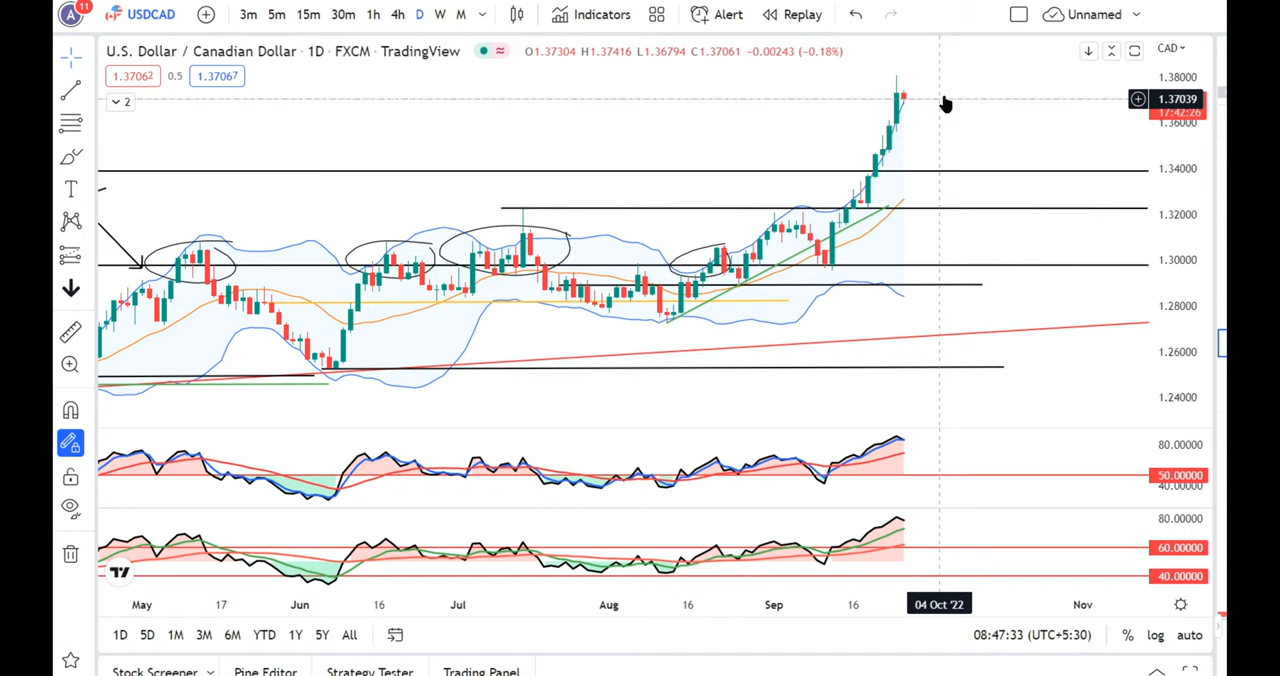 A 11 USDCAD 3m 5m 15m 30m 1h 4h D W M Indicators Alert Replay Unnamed
U.S. Dollar / Canadian Dollar · 1D · FXCM · TradingView O1.37304 H1.37416 L1.36794 C1.37061 −0.00243 (−0.18%) CAD
1.37062 0.5 1.37067
2
1.38000
1.37039
17:42:26
1.36000
1.34000
1.32000
1.30000
1.28000
1.26000
1.24000
80.00000
50.00000
40.00000
80.00000
60.00000
40.00000
May 17 Jun 16 Jul Aug 16 Sep 16 04 Oct '22 Nov
1D 5D 1M 3M 6M YTD 1Y 5Y All 08:47:33 (UTC+5:30) % log auto
Stock Screener Pine Editor Strategy Tester Trading Panel